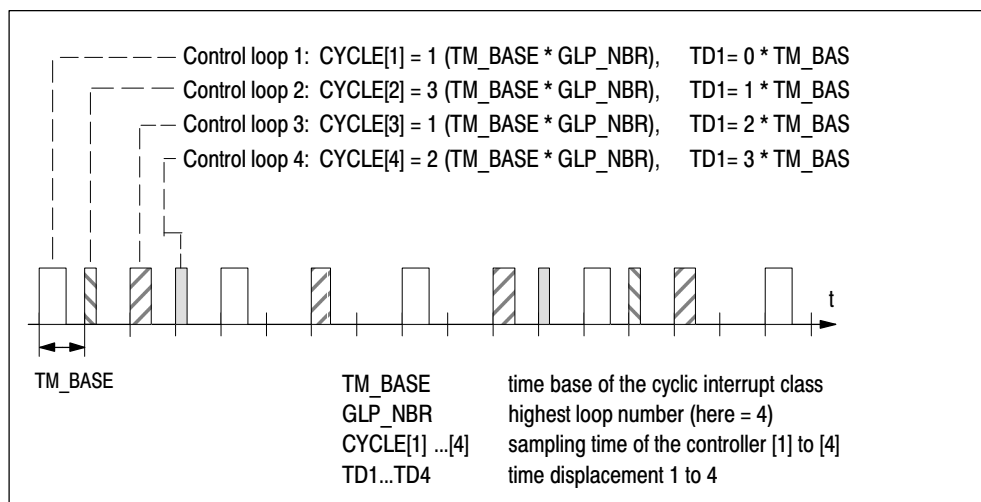 Control loop 1: CYCLE[1] = 1 (TM_BASE * GLP_NBR), TD1= 0 * TM_BAS
Control loop 2: CYCLE[2] = 3 (TM_BASE * GLP_NBR), TD1= 1 * TM_BAS
Control loop 3: CYCLE[3] = 1 (TM_BASE * GLP_NBR), TD1= 2 * TM_BAS
Control loop 4: CYCLE[4] = 2 (TM_BASE * GLP_NBR), TD1= 3 * TM_BAS
t
TM_BASE
TM_BASE time base of the cyclic interrupt class
GLP_NBR highest loop number (here = 4)
CYCLE[1] ...[4] sampling time of the controller [1] to [4]
TD1...TD4 time displacement 1 to 4